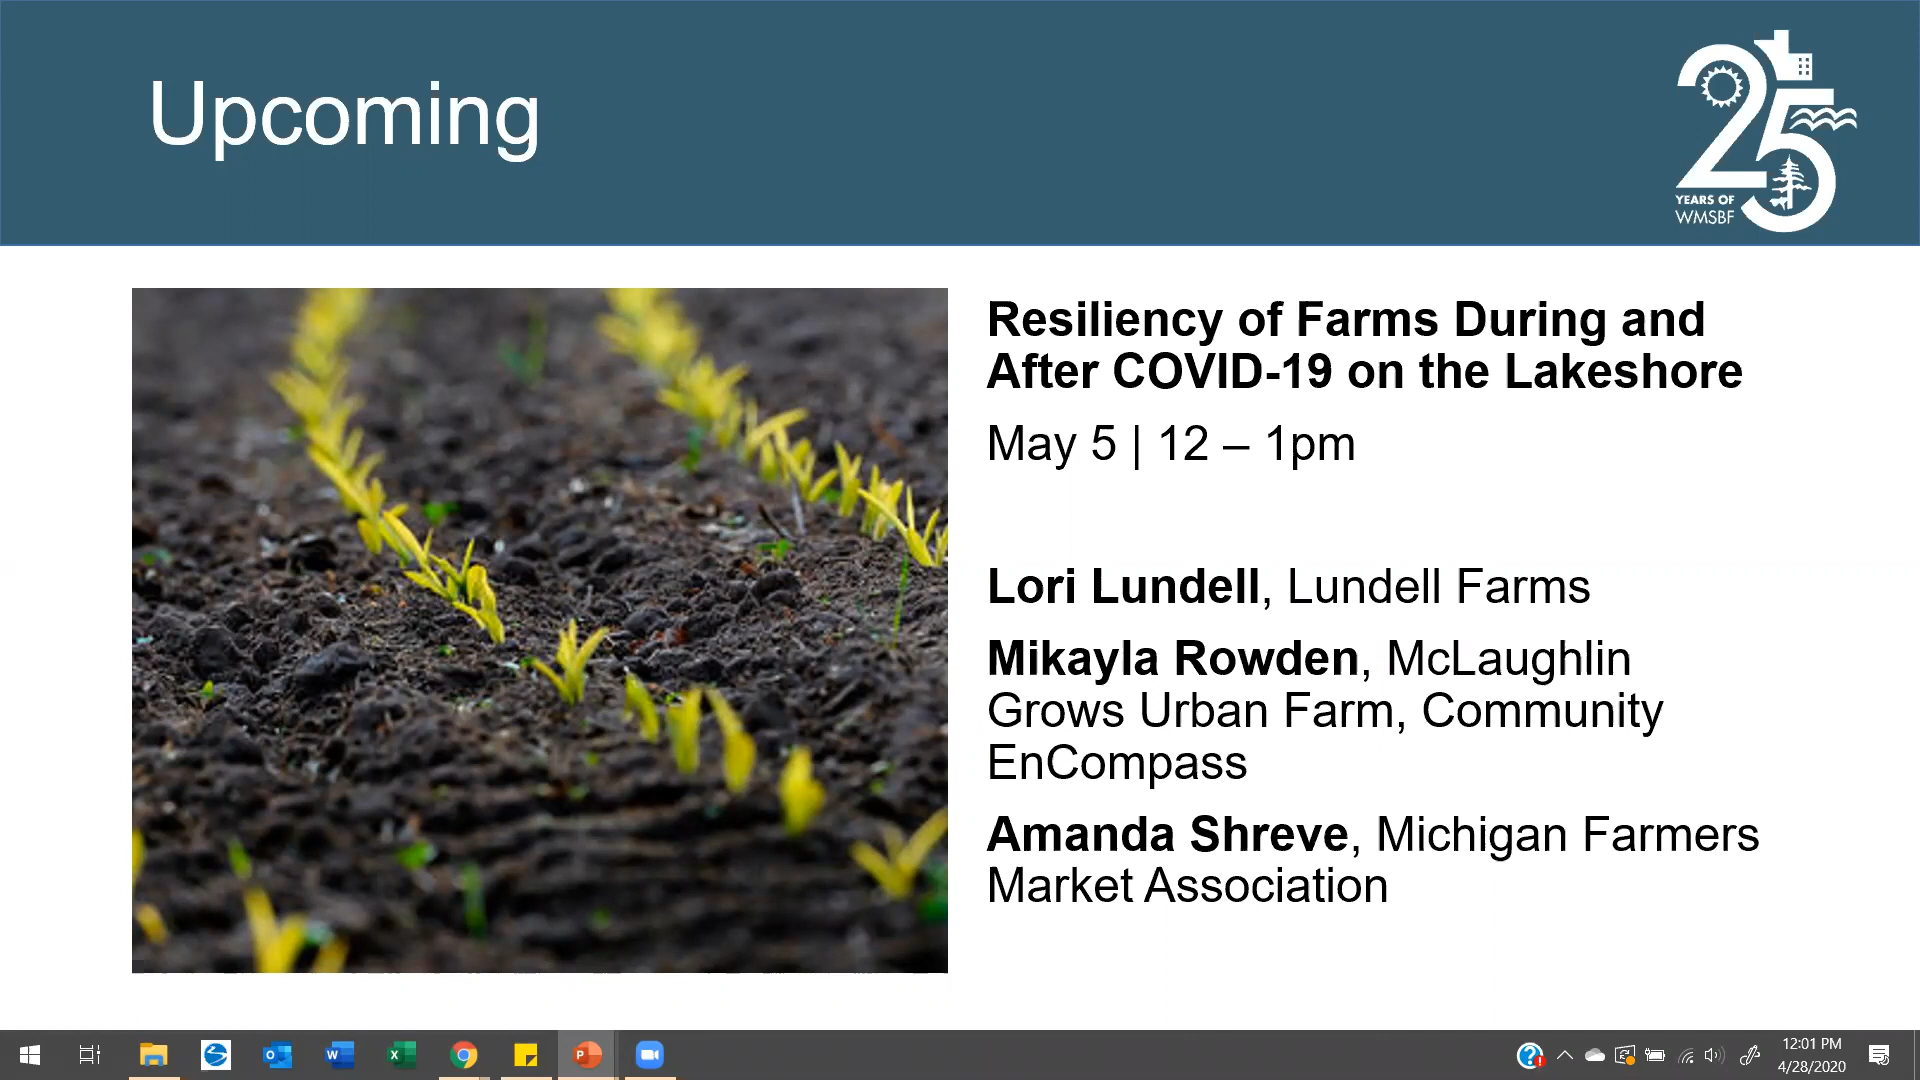 Upcoming
25
YEARS OF
WMSBF
Resiliency of Farms During and
After COVID-19 on the Lakeshore
May 5 | 12 – 1pm
Lori Lundell, Lundell Farms
Mikayla Rowden, McLaughlin
Grows Urban Farm, Community
EnCompass
Amanda Shreve, Michigan Farmers
Market Association
12:01 PM
4/28/2020